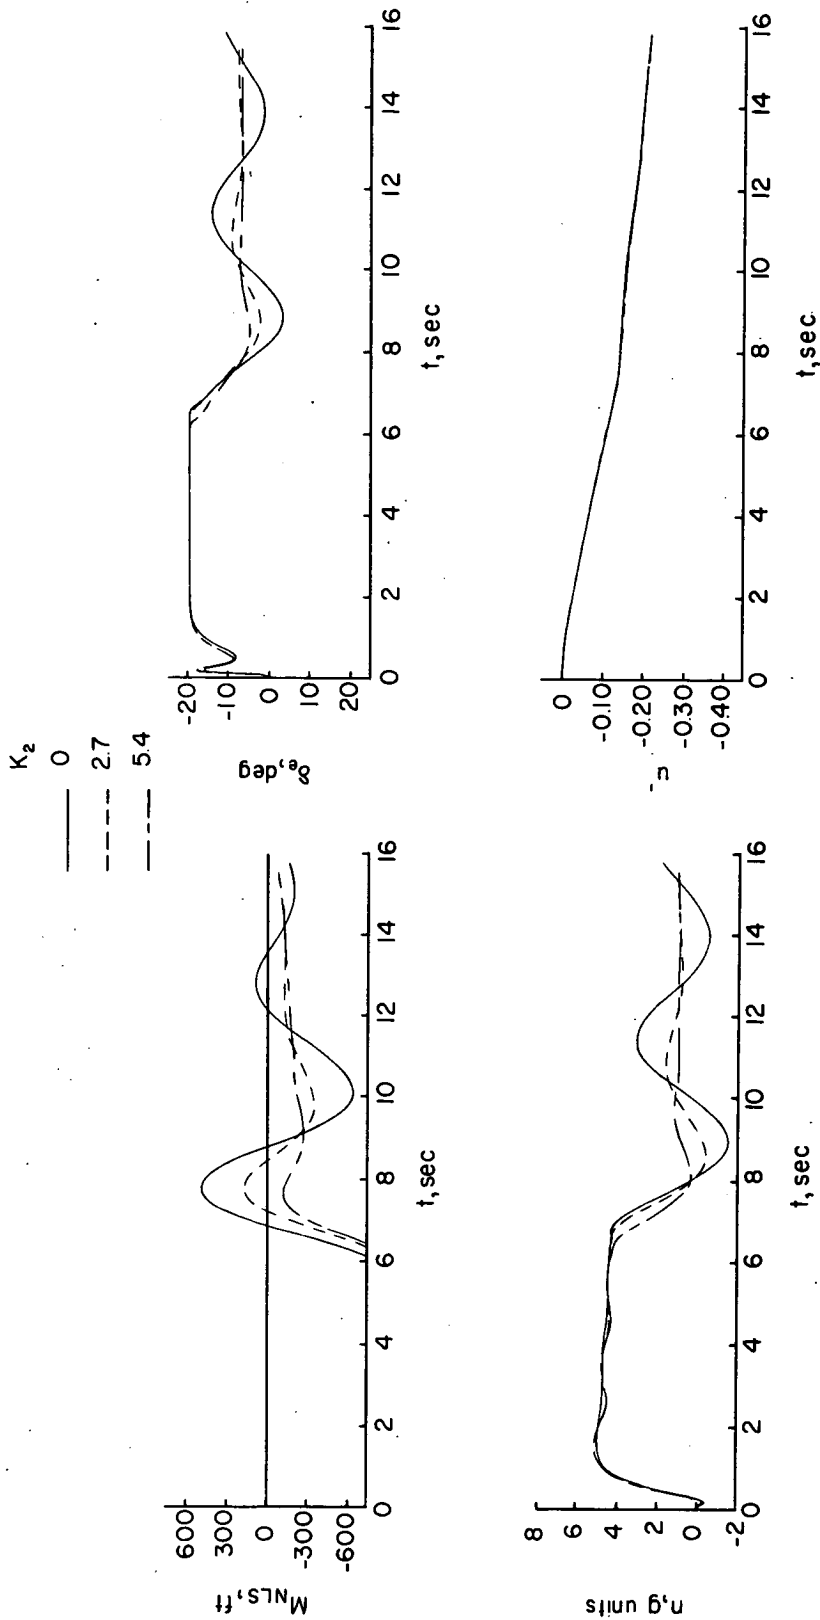 K₂
0
2.7
5.4
M_NLS, ft
600
300
0
-300
-600
0 2 4 6 8 10 12 14 16
t, sec
δₑ, deg
-20
-10
0
10
20
0 2 4 6 8 10 12 14 16
t, sec
n, g units
8
6
4
2
0
-2
0 2 4 6 8 10 12 14 16
t, sec
0
-0.10
-0.20
-0.30
-0.40
0 2 4 6 8 10 12 14 16
t, sec